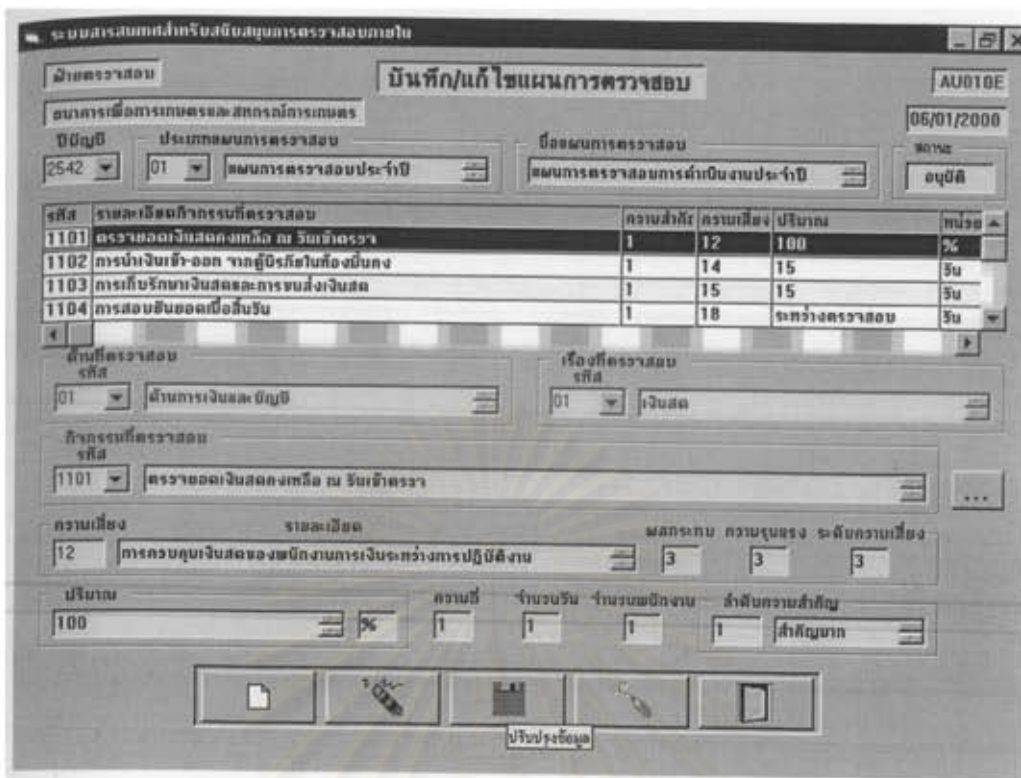 ระบบสารสนเทศสำหรับสนับสนุนการตรวจสอบภายใน
ฝ่ายตรวจสอบ บันทึก/แก้ไขแผนการตรวจสอบ AU010E
ธนาคารเพื่อการเกษตรและสหกรณ์การเกษตร 06/01/2000
ปีบัญชี ประเภทแผนการตรวจสอบ ชื่อแผนการตรวจสอบ สถานะ
2542 01 แผนการตรวจสอบประจำปี แผนการตรวจสอบการดำเนินงานประจำปี อนุมัติ
รหัส รายละเอียดกิจกรรมที่ตรวจสอบ ความสำคั ความเสี่ยง ปริมาณ หน่วย
1101 ตรวจยอดเงินสดคงเหลือ ณ วันเข้าตรวจ 1 12 100 %
1102 การนำเงินเข้า-ออก จากตู้นิรภัยในห้องมั่นคง 1 14 15 วัน
1103 การเก็บรักษาเงินสดและการขนส่งเงินสด 1 15 15 วัน
1104 การสอบยันยอดเมื่อสิ้นวัน 1 18 ระหว่างตรวจสอบ วัน
ด้านที่ตรวจสอบ เรื่องที่ตรวจสอบ
รหัส รหัส
01 ด้านการเงินและบัญชี 01 เงินสด
กิจกรรมที่ตรวจสอบ
รหัส
1101 ตรวจยอดเงินสดคงเหลือ ณ วันเข้าตรวจ ...
ความเสี่ยง รายละเอียด ผลกระทบ ความรุนแรง ระดับความเสี่ยง
12 การควบคุมเงินสดของพนักงานการเงินระหว่างการปฏิบัติงาน 3 3 3
ปริมาณ ความถี่ จำนวนวัน จำนวนพนักงาน ลำดับความสำคัญ
100 % 1 1 1 1 สำคัญมาก
ปรับปรุงข้อมูล